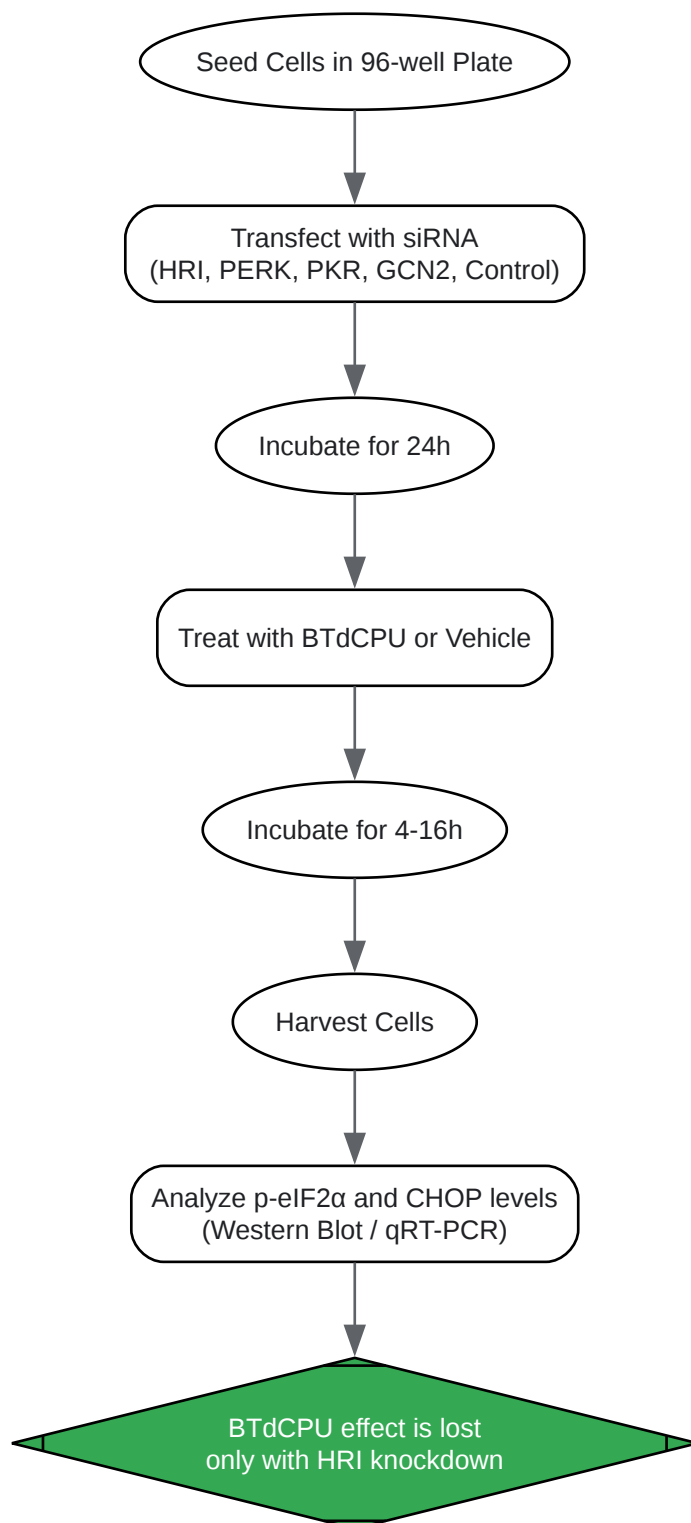 Seed Cells in 96-well Plate
Transfect with siRNA
(HRI, PERK, PKR, GCN2, Control)
Incubate for 24h
Treat with BTdCPU or Vehicle
Incubate for 4-16h
Harvest Cells
Analyze p-eIF2α and CHOP levels
(Western Blot / qRT-PCR)
BTdCPU effect is lost
only with HRI knockdown